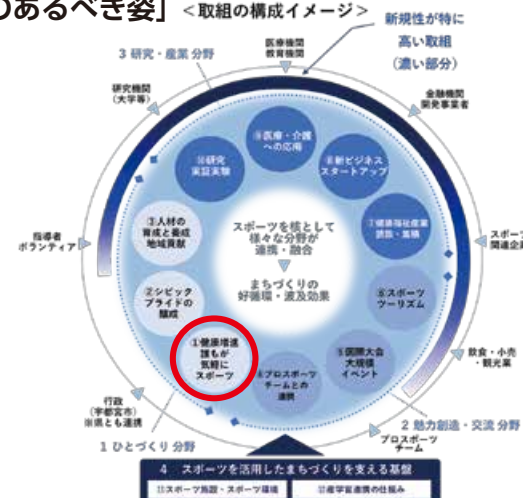 のあるべき姿」
＜取組の構成イメージ＞
新規性が特に
高い取組
（濃い部分）
3 研究・産業 分野
医療機関
教育機関
研究機関
（大学等）
金融機関
開発事業者
⑨医療・介護
への応用
⑩研究
実証実験
⑧新ビジネス
スタートアップ
③人材の
育成と養成
地域貢献
⑦健康福祉産業
誘致・集積
指導者
ボランティア
スポーツ
関連企業
スポーツを核として
様々な分野が
連携・融合
まちづくりの
好循環・波及効果
②シビック
プライドの
醸成
⑥スポーツ
ツーリズム
①健康増進
誰もが
気軽に
スポーツ
④プロスポーツ
チームとの
連携
⑤国際大会
大規模
イベント
飲食・小売
・観光業
行政
（宇都宮市）
※県とも連携
1 ひとづくり 分野
2 魅力創造・交流 分野
プロスポーツ
チーム
4 スポーツを活用したまちづくりを支える基盤
⑪スポーツ施設・スポーツ環境
⑫産学官連携の仕組み